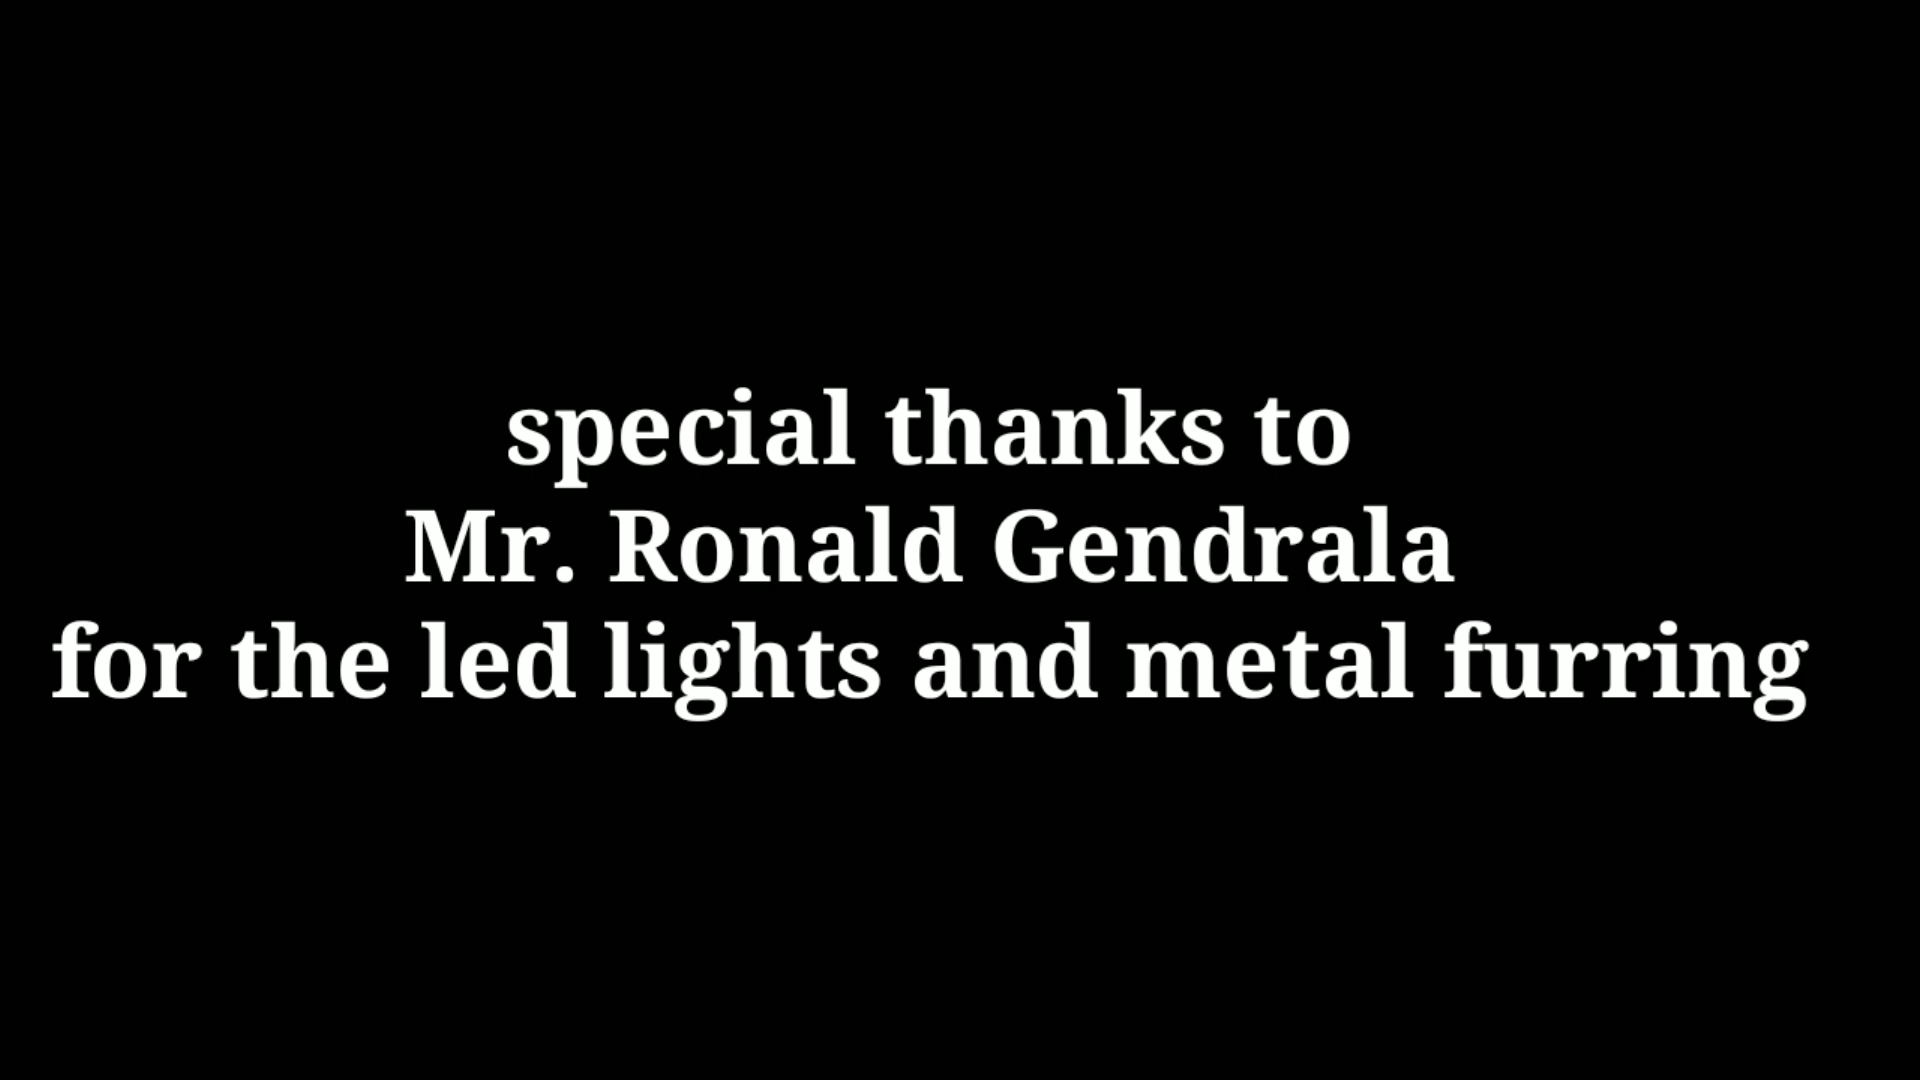 special thanks to
Mr. Ronald Gendrala
for the led lights and metal furring